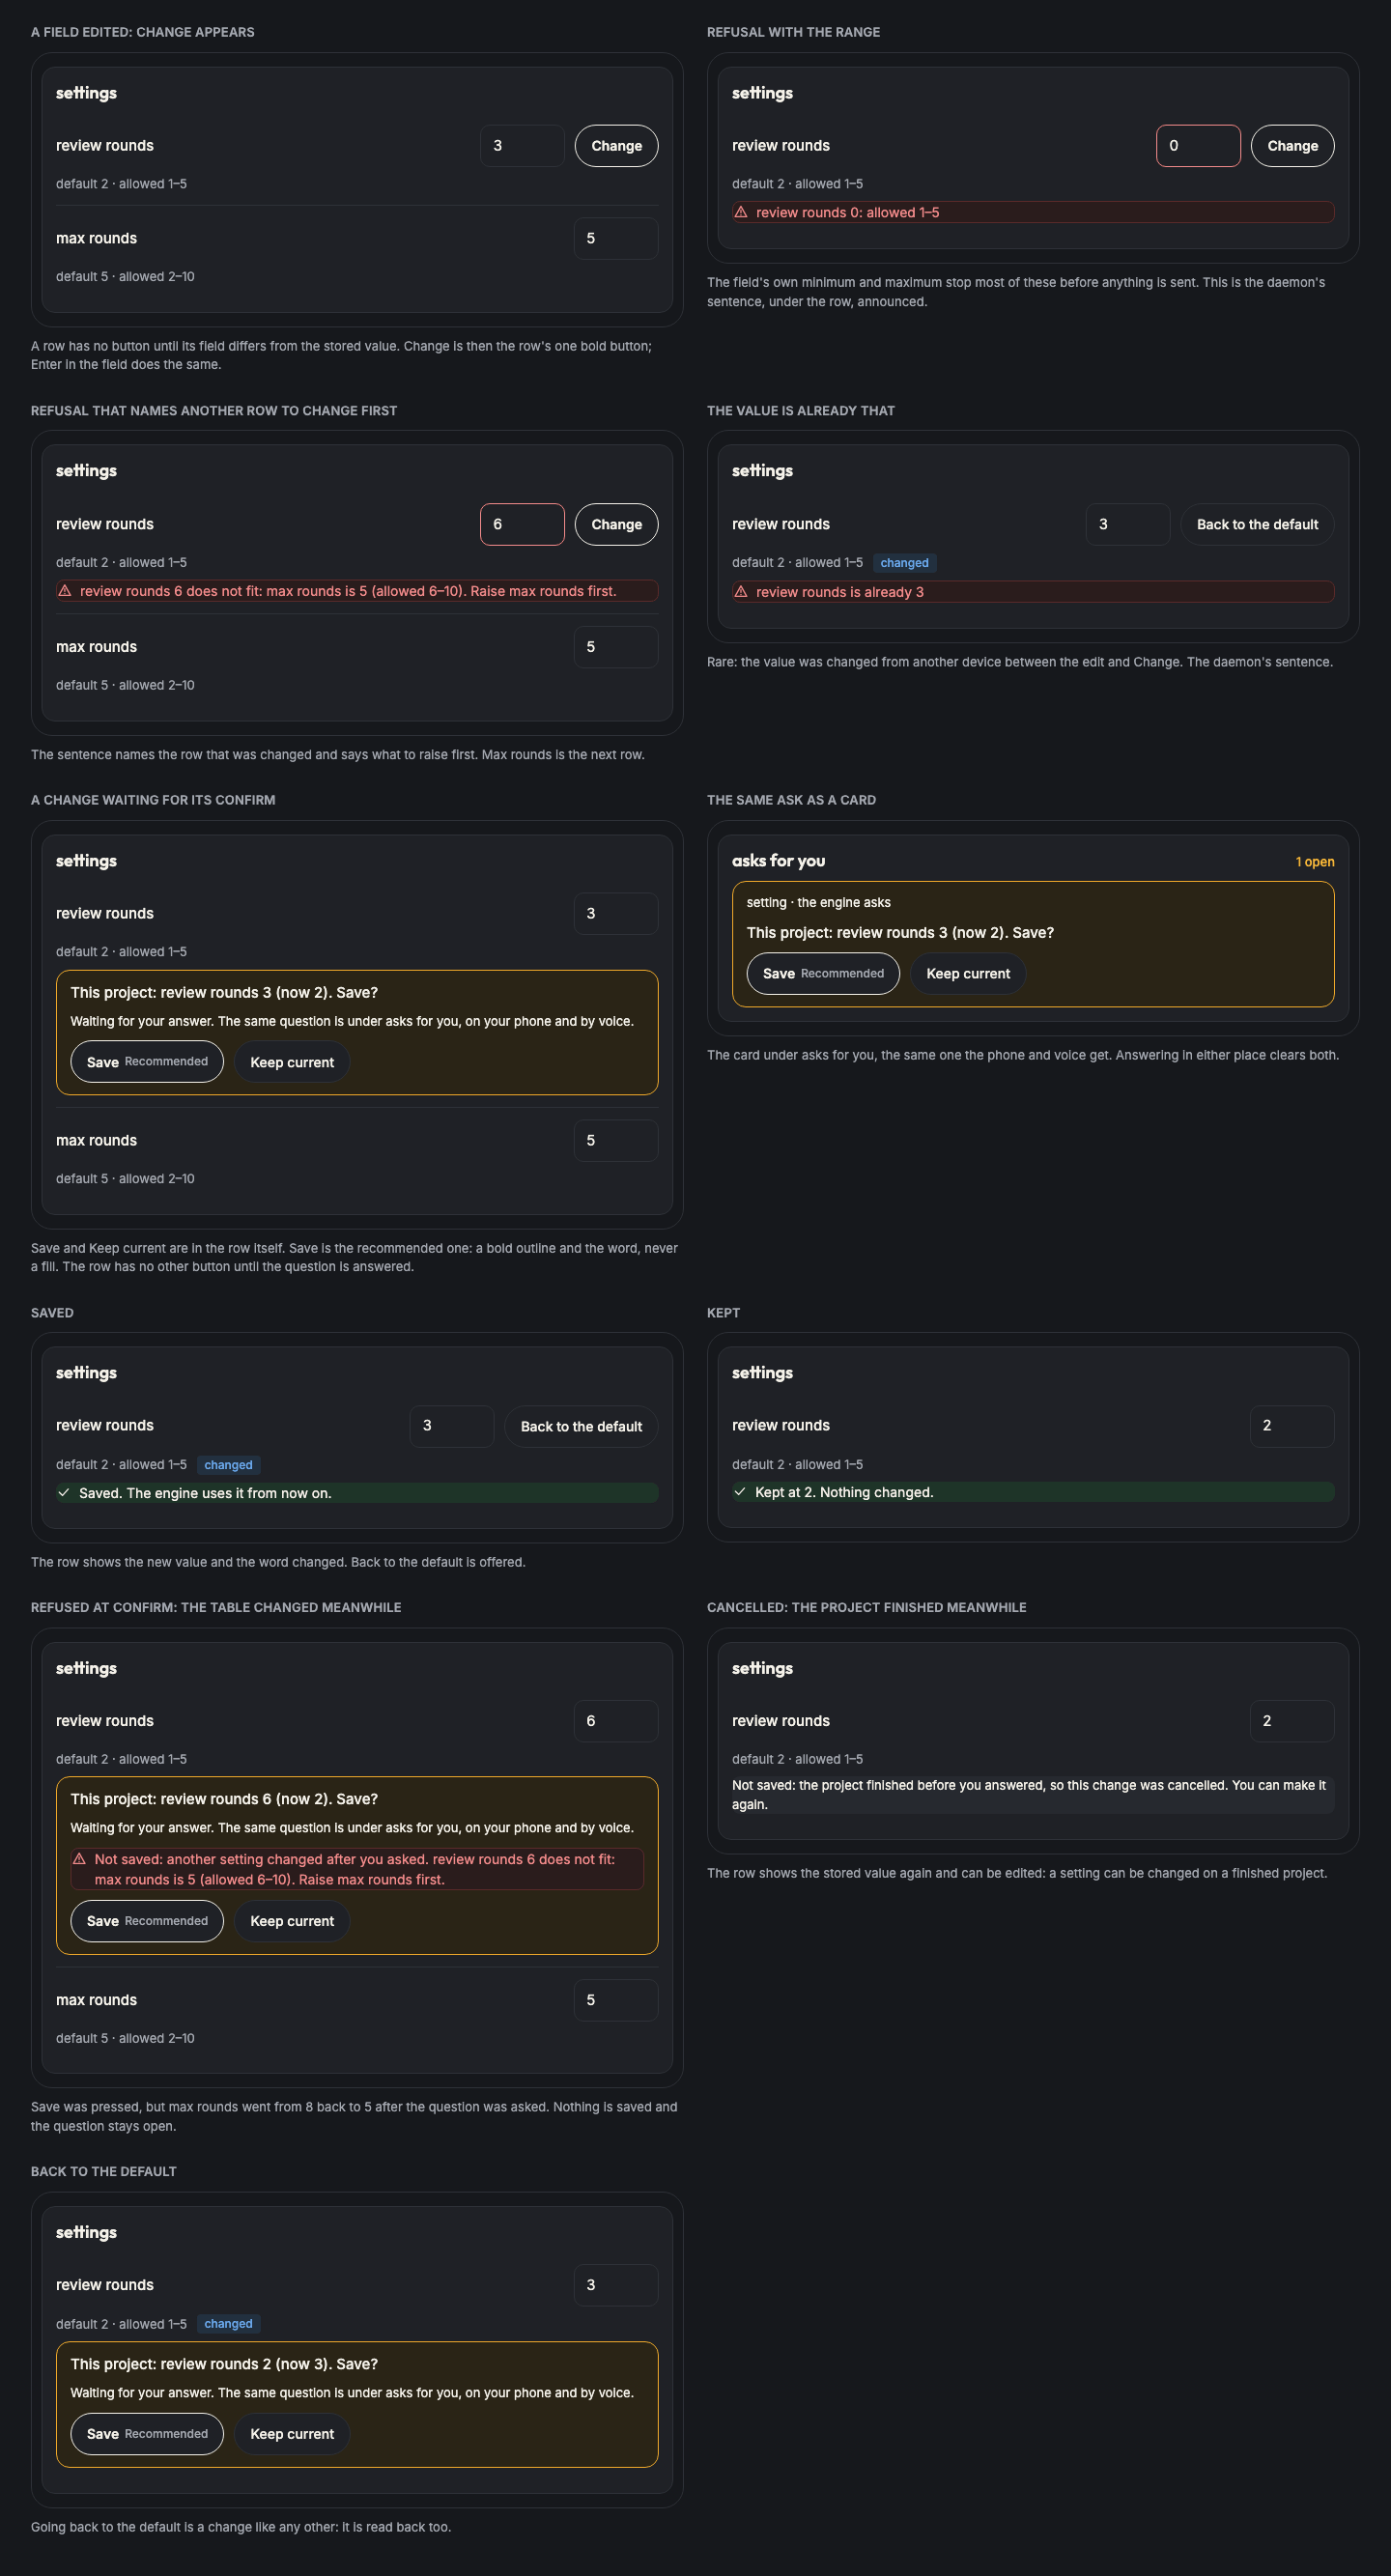 A FIELD EDITED: CHANGE APPEARS
settings
review rounds
3
Change
default 2 · allowed 1–5
max rounds
5
default 5 · allowed 2–10
A row has no button until its field differs from the stored value. Change is then the row's one bold button;
Enter in the field does the same.
REFUSAL WITH THE RANGE
settings
review rounds
0
Change
default 2 · allowed 1–5
review rounds 0: allowed 1–5
The field's own minimum and maximum stop most of these before anything is sent. This is the daemon's
sentence, under the row, announced.
REFUSAL THAT NAMES ANOTHER ROW TO CHANGE FIRST
settings
review rounds
6
Change
default 2 · allowed 1–5
review rounds 6 does not fit: max rounds is 5 (allowed 6–10). Raise max rounds first.
max rounds
5
default 5 · allowed 2–10
The sentence names the row that was changed and says what to raise first. Max rounds is the next row.
THE VALUE IS ALREADY THAT
settings
review rounds
3
Back to the default
default 2 · allowed 1–5 changed
review rounds is already 3
Rare: the value was changed from another device between the edit and Change. The daemon's sentence.
A CHANGE WAITING FOR ITS CONFIRM
settings
review rounds
3
default 2 · allowed 1–5
This project: review rounds 3 (now 2). Save?
Waiting for your answer. The same question is under asks for you, on your phone and by voice.
Save Recommended
Keep current
max rounds
5
default 5 · allowed 2–10
Save and Keep current are in the row itself. Save is the recommended one: a bold outline and the word, never
a fill. The row has no other button until the question is answered.
THE SAME ASK AS A CARD
asks for you
1 open
setting · the engine asks
This project: review rounds 3 (now 2). Save?
Save Recommended
Keep current
The card under asks for you, the same one the phone and voice get. Answering in either place clears both.
SAVED
settings
review rounds
3
Back to the default
default 2 · allowed 1–5 changed
Saved. The engine uses it from now on.
The row shows the new value and the word changed. Back to the default is offered.
KEPT
settings
review rounds
2
default 2 · allowed 1–5
Kept at 2. Nothing changed.
REFUSED AT CONFIRM: THE TABLE CHANGED MEANWHILE
settings
review rounds
6
default 2 · allowed 1–5
This project: review rounds 6 (now 2). Save?
Waiting for your answer. The same question is under asks for you, on your phone and by voice.
Not saved: another setting changed after you asked. review rounds 6 does not fit:
max rounds is 5 (allowed 6–10). Raise max rounds first.
Save Recommended
Keep current
max rounds
5
default 5 · allowed 2–10
Save was pressed, but max rounds went from 8 back to 5 after the question was asked. Nothing is saved and
the question stays open.
CANCELLED: THE PROJECT FINISHED MEANWHILE
settings
review rounds
2
default 2 · allowed 1–5
Not saved: the project finished before you answered, so this change was cancelled. You can make it
again.
The row shows the stored value again and can be edited: a setting can be changed on a finished project.
BACK TO THE DEFAULT
settings
review rounds
3
default 2 · allowed 1–5 changed
This project: review rounds 2 (now 3). Save?
Waiting for your answer. The same question is under asks for you, on your phone and by voice.
Save Recommended
Keep current
Going back to the default is a change like any other: it is read back too.